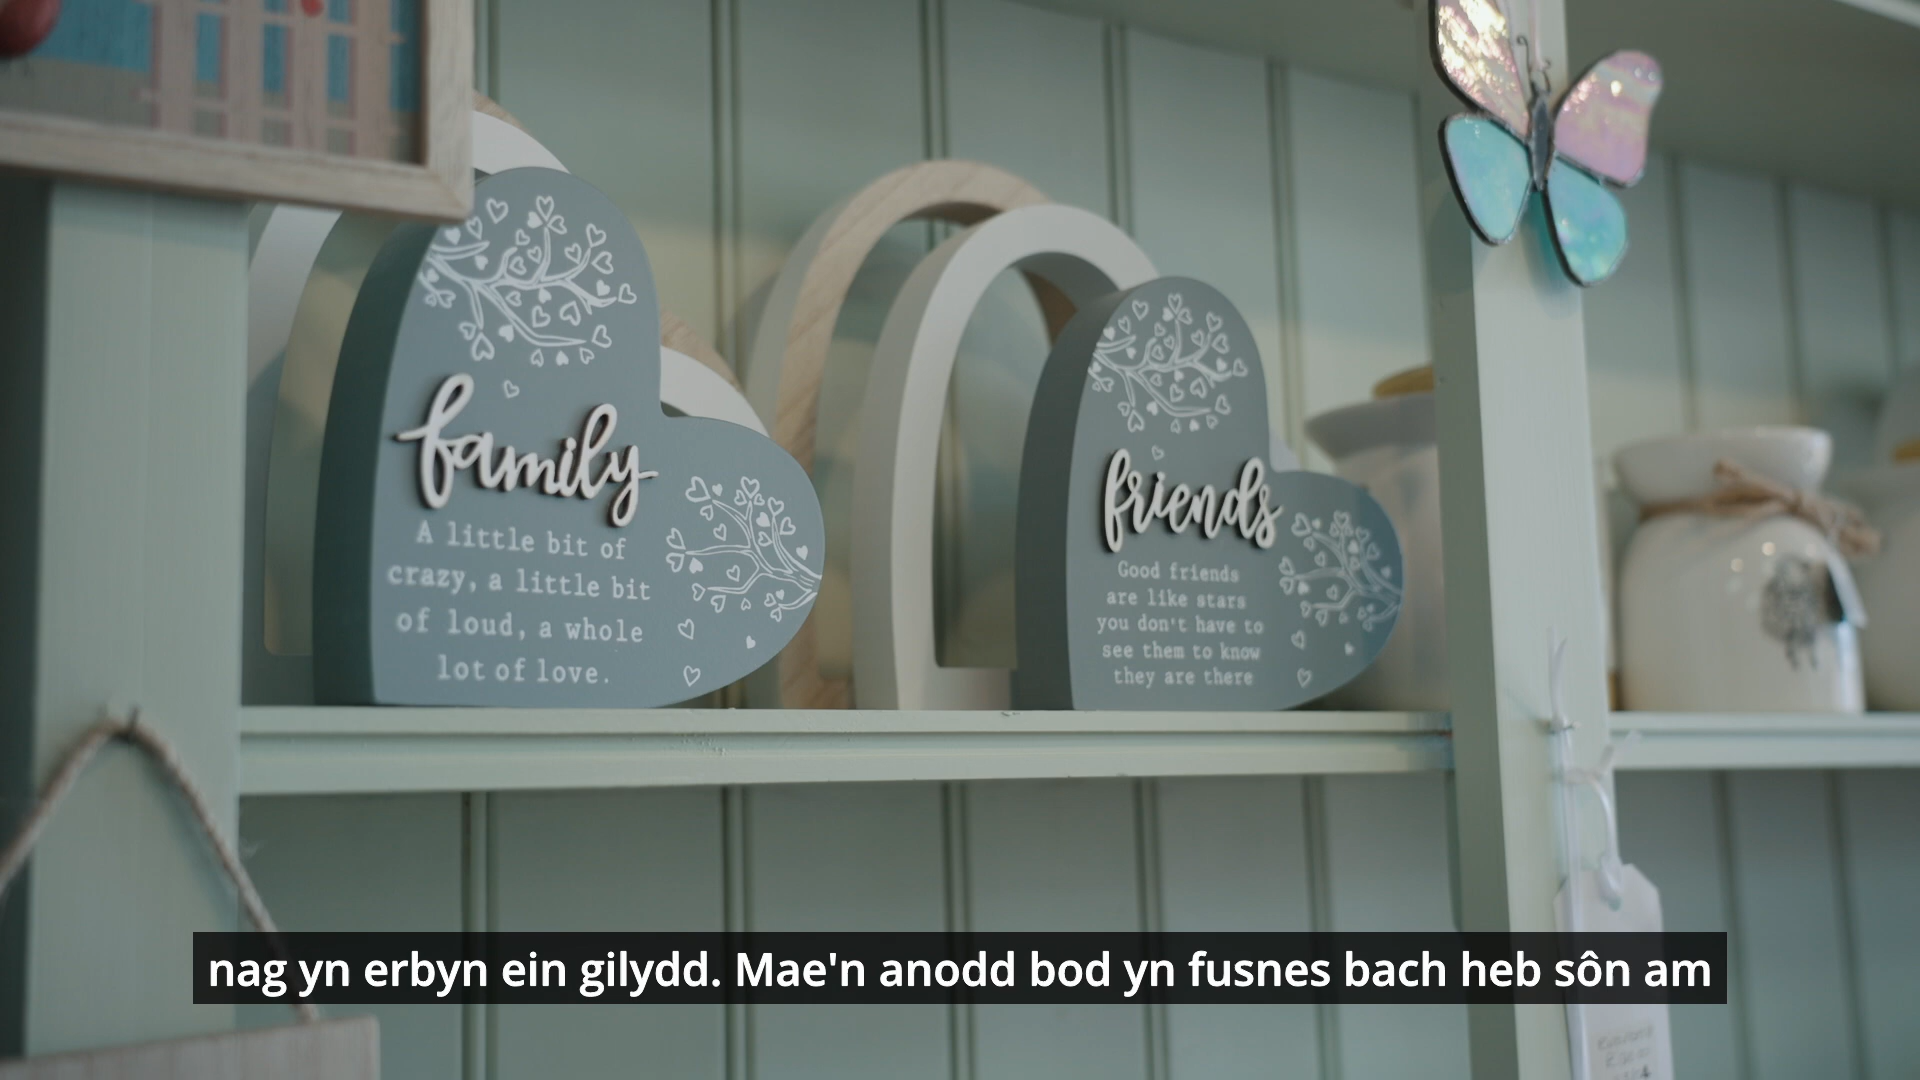 family
A little bit of
crazy, a little bit
of loud, a whole
lot of love.
friends
Good friends
are like stars
you don't have to
see them to know
they are there
nag yn erbyn ein gilydd. Mae'n anodd bod yn fusnes bach heb sôn am